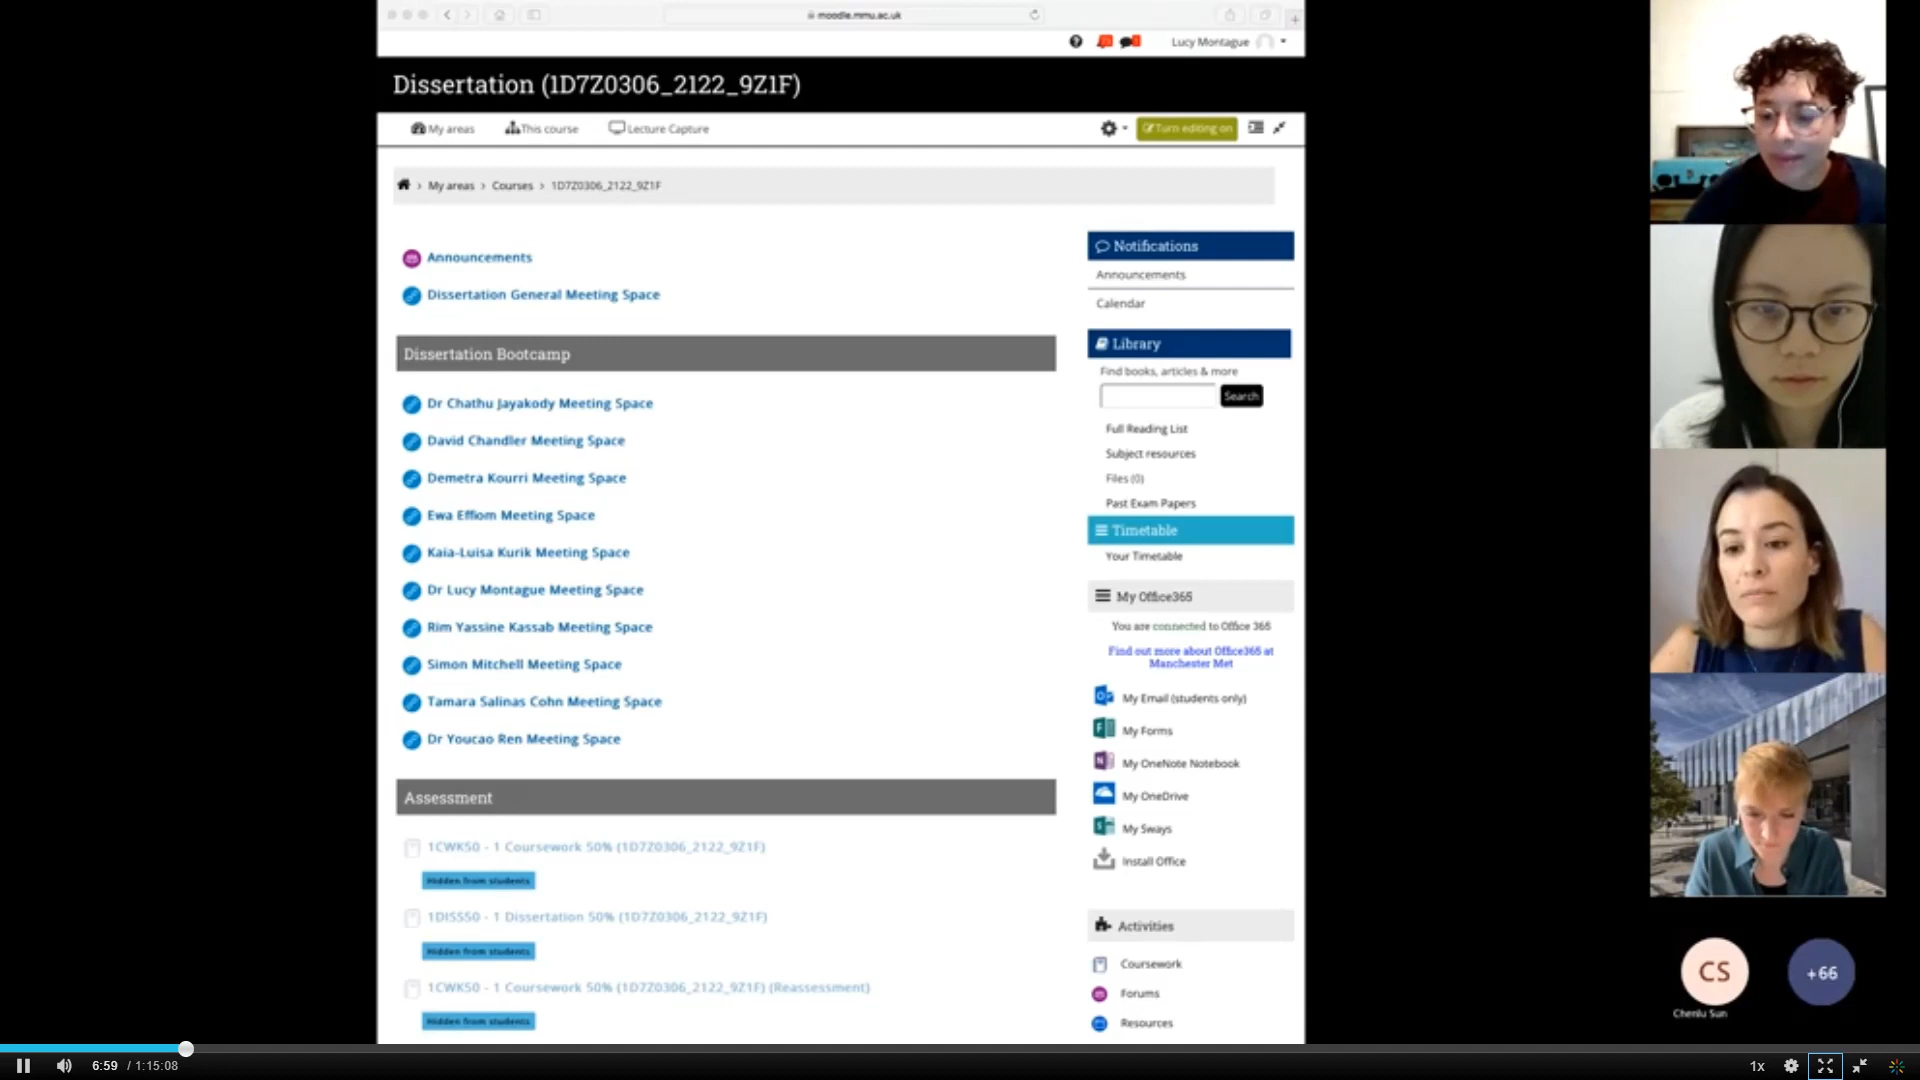 moodle.mmu.ac.uk
Lucy Montague
Dissertation (1D7Z0306_2122_9Z1F)
My areas
This course
Lecture Capture
Turn editing on
My areas > Courses > 1D7Z0306_2122_9Z1F
Announcements
Dissertation General Meeting Space
Dissertation Bootcamp
Dr Chathu Jayakody Meeting Space
David Chandler Meeting Space
Demetra Kourri Meeting Space
Ewa Effiom Meeting Space
Kaia-Luisa Kurik Meeting Space
Dr Lucy Montague Meeting Space
Rim Yassine Kassab Meeting Space
Simon Mitchell Meeting Space
Tamara Salinas Cohn Meeting Space
Dr Youcao Ren Meeting Space
Assessment
1CWK50 - 1 Coursework 50% (1D7Z0306_2122_9Z1F)
Hidden from students
1DISS50 - 1 Dissertation 50% (1D7Z0306_2122_9Z1F)
Hidden from students
1CWK50 - 1 Coursework 50% (1D7Z0306_2122_9Z1F) (Reassessment)
Hidden from students
Notifications
Announcements
Calendar
Library
Find books, articles & more
Search
Full Reading List
Subject resources
Files (0)
Past Exam Papers
Timetable
Your Timetable
My Office365
You are connected to Office 365
Find out more about Office365 at
Manchester Met
My Email (students only)
My Forms
My OneNote Notebook
My OneDrive
My Sways
Install Office
Activities
Coursework
Forums
Resources
CS
+66
Chenlu Sun
6:59 / 1:15:08
1x